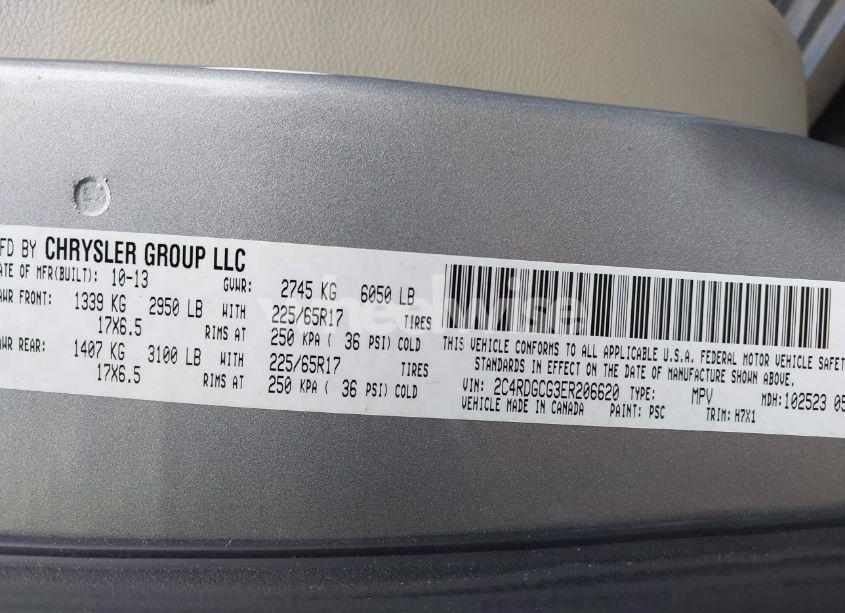 FD BY CHRYSLER GROUP LLC
ATE OF MFR(BUILT): 10-13 GVWR: 2745 KG 6050 LB
AWR FRONT: 1339 KG 2950 LB WITH 225/65R17 TIRES
17X6.5 RIMS AT 250 KPA ( 36 PSI) COLD
WR REAR: 1407 KG 3100 LB WITH 225/65R17 TIRES
17X6.5 RIMS AT 250 KPA ( 36 PSI) COLD
THIS VEHICLE CONFORMS TO ALL APPLICABLE U.S.A. FEDERAL MOTOR VEHICLE SAFET
STANDARDS IN EFFECT ON THE DATE OF MANUFACTURE SHOWN ABOVE.
VIN: 2C4RDGCG3ER206620 TYPE: MPV MDH: 102523 05
VEHICLE MADE IN CANADA PAINT: PSC TRIM: H7X1
wheelwise